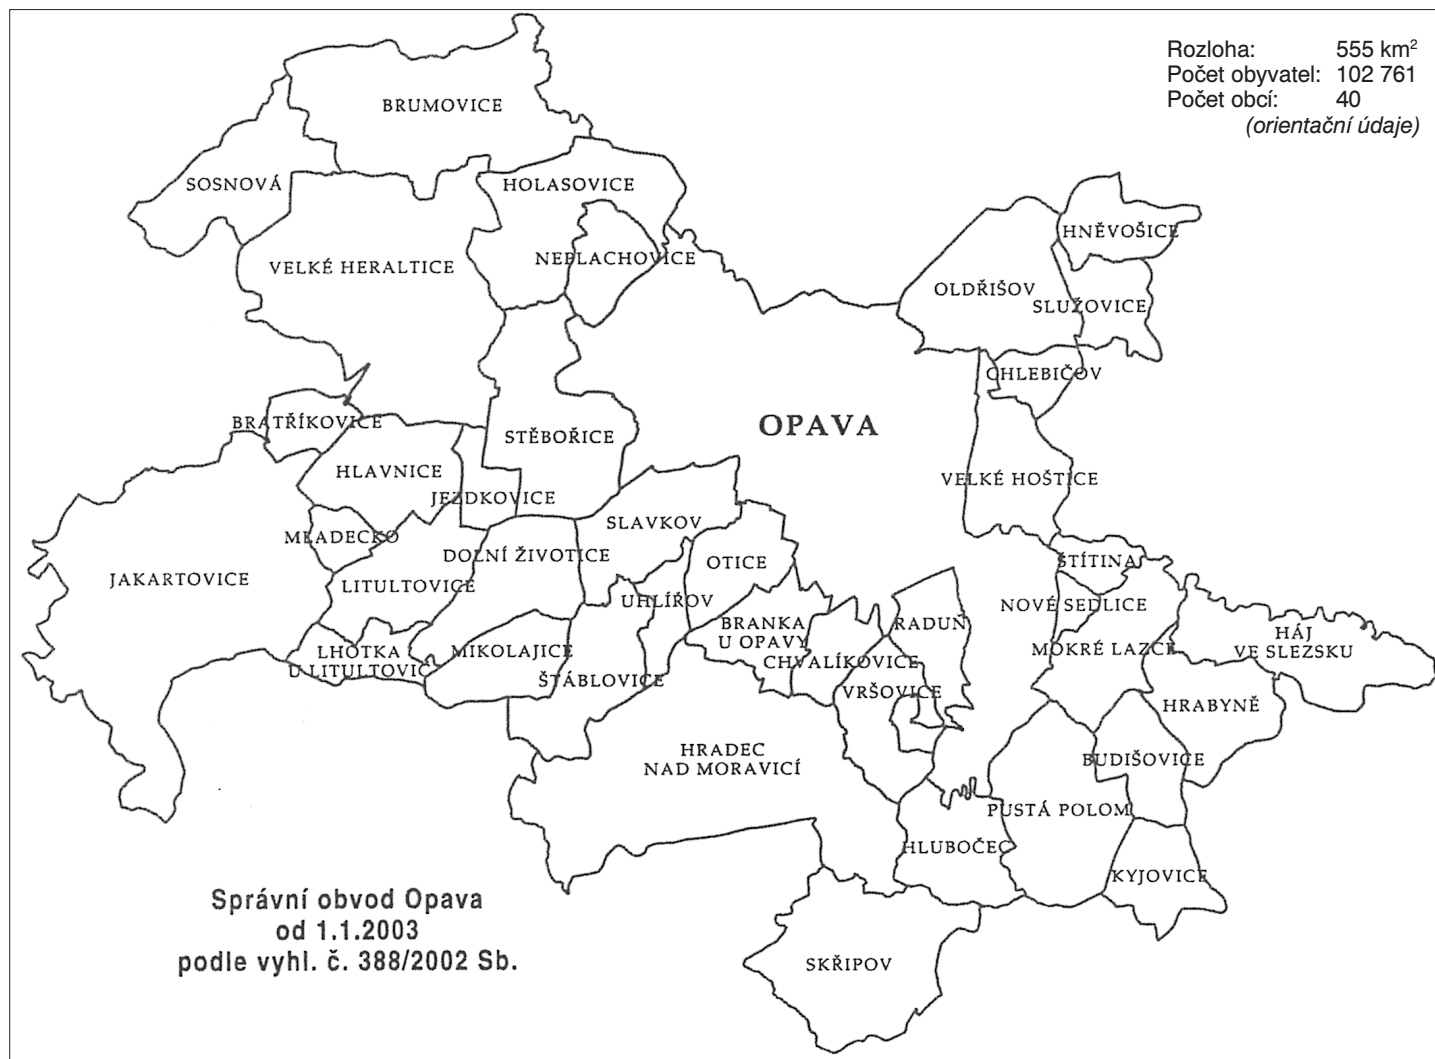 Rozloha: 555 km²
Počet obyvatel: 102 761
Počet obcí: 40
(orientační údaje)
BRUMOVICE
SOSNOVÁ
HOLASOVICE
HNĚVOŠICE
NEPLACHOVICE
VELKÉ HERALTICE
OLDŘIŠOV
SLUŽOVICE
CHLEBIČOV
BRATŘÍKOVICE
OPAVA
STĚBOŘICE
HLAVNICE
VELKÉ HOŠTICE
JEZDKOVICE
SLAVKOV
MLADECKO
DOLNÍ ŽIVOTICE
OTICE
ŠTÍTINA
JAKARTOVICE
LITULTOVICE
UHLÍŘOV
NOVÉ SEDLICE
BRANKA
U OPAVY
RADUŇ
HÁJ
VE SLEZSKU
LHOTKA
U LITULTOVIC
MIKOLAJICE
MOKRÉ LAZCE
CHVALÍKOVICE
ŠTÁBLOVICE
VRŠOVICE
HRABYNĚ
HRADEC
NAD MORAVICÍ
BUDIŠOVICE
PUSTÁ POLOM
HLUBOČEC
KYJOVICE
SKŘIPOV
Správní obvod Opava
od 1.1.2003
podle vyhl. č. 388/2002 Sb.